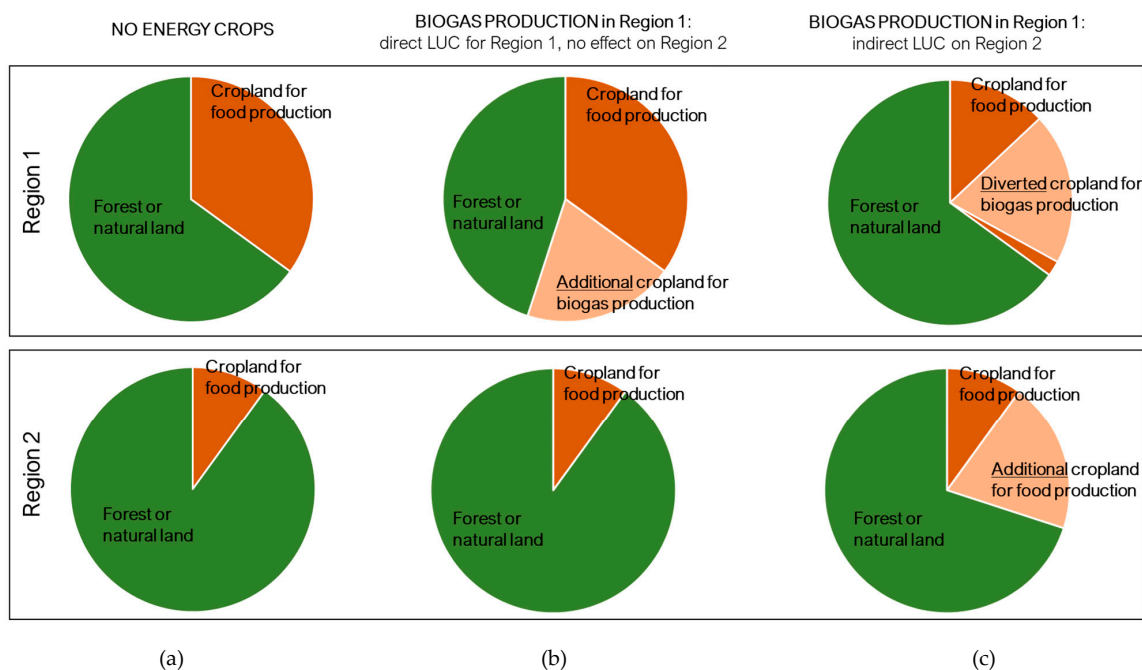 NO ENERGY CROPS
BIOGAS PRODUCTION in Region 1:
direct LUC for Region 1, no effect on Region 2
BIOGAS PRODUCTION in Region 1:
indirect LUC on Region 2
Region 1
Cropland for
food production
Forest or
natural land
Cropland for
food production
Forest or
natural land
Additional cropland for
biogas production
Cropland for
food production
Diverted cropland for
biogas production
Forest or
natural land
Region 2
Cropland for
food production
Forest or
natural land
Cropland for
food production
Forest or
natural land
Cropland for
food production
Additional cropland
for food production
Forest or
natural land
(a)
(b)
(c)